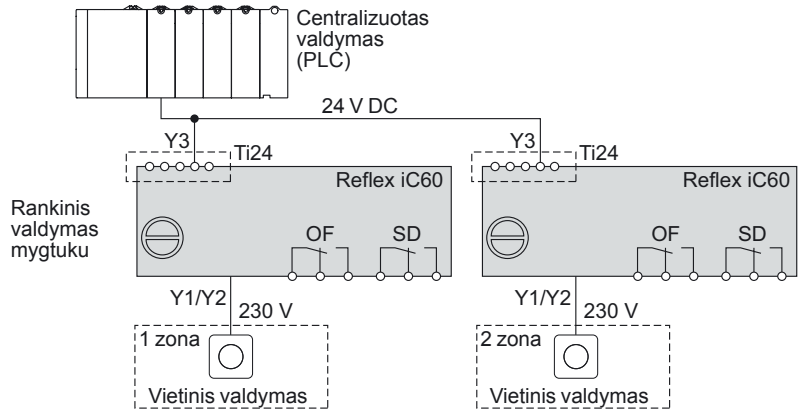 Centralizuotas
valdymas
(PLC)
24 V DC
Y3
Ti24
Y3
Ti24
Reflex iC60
Reflex iC60
Rankinis
valdymas
mygtuku
OF
SD
OF
SD
Y1/Y2
230 V
Y1/Y2
230 V
1 zona
2 zona
Vietinis valdymas
Vietinis valdymas